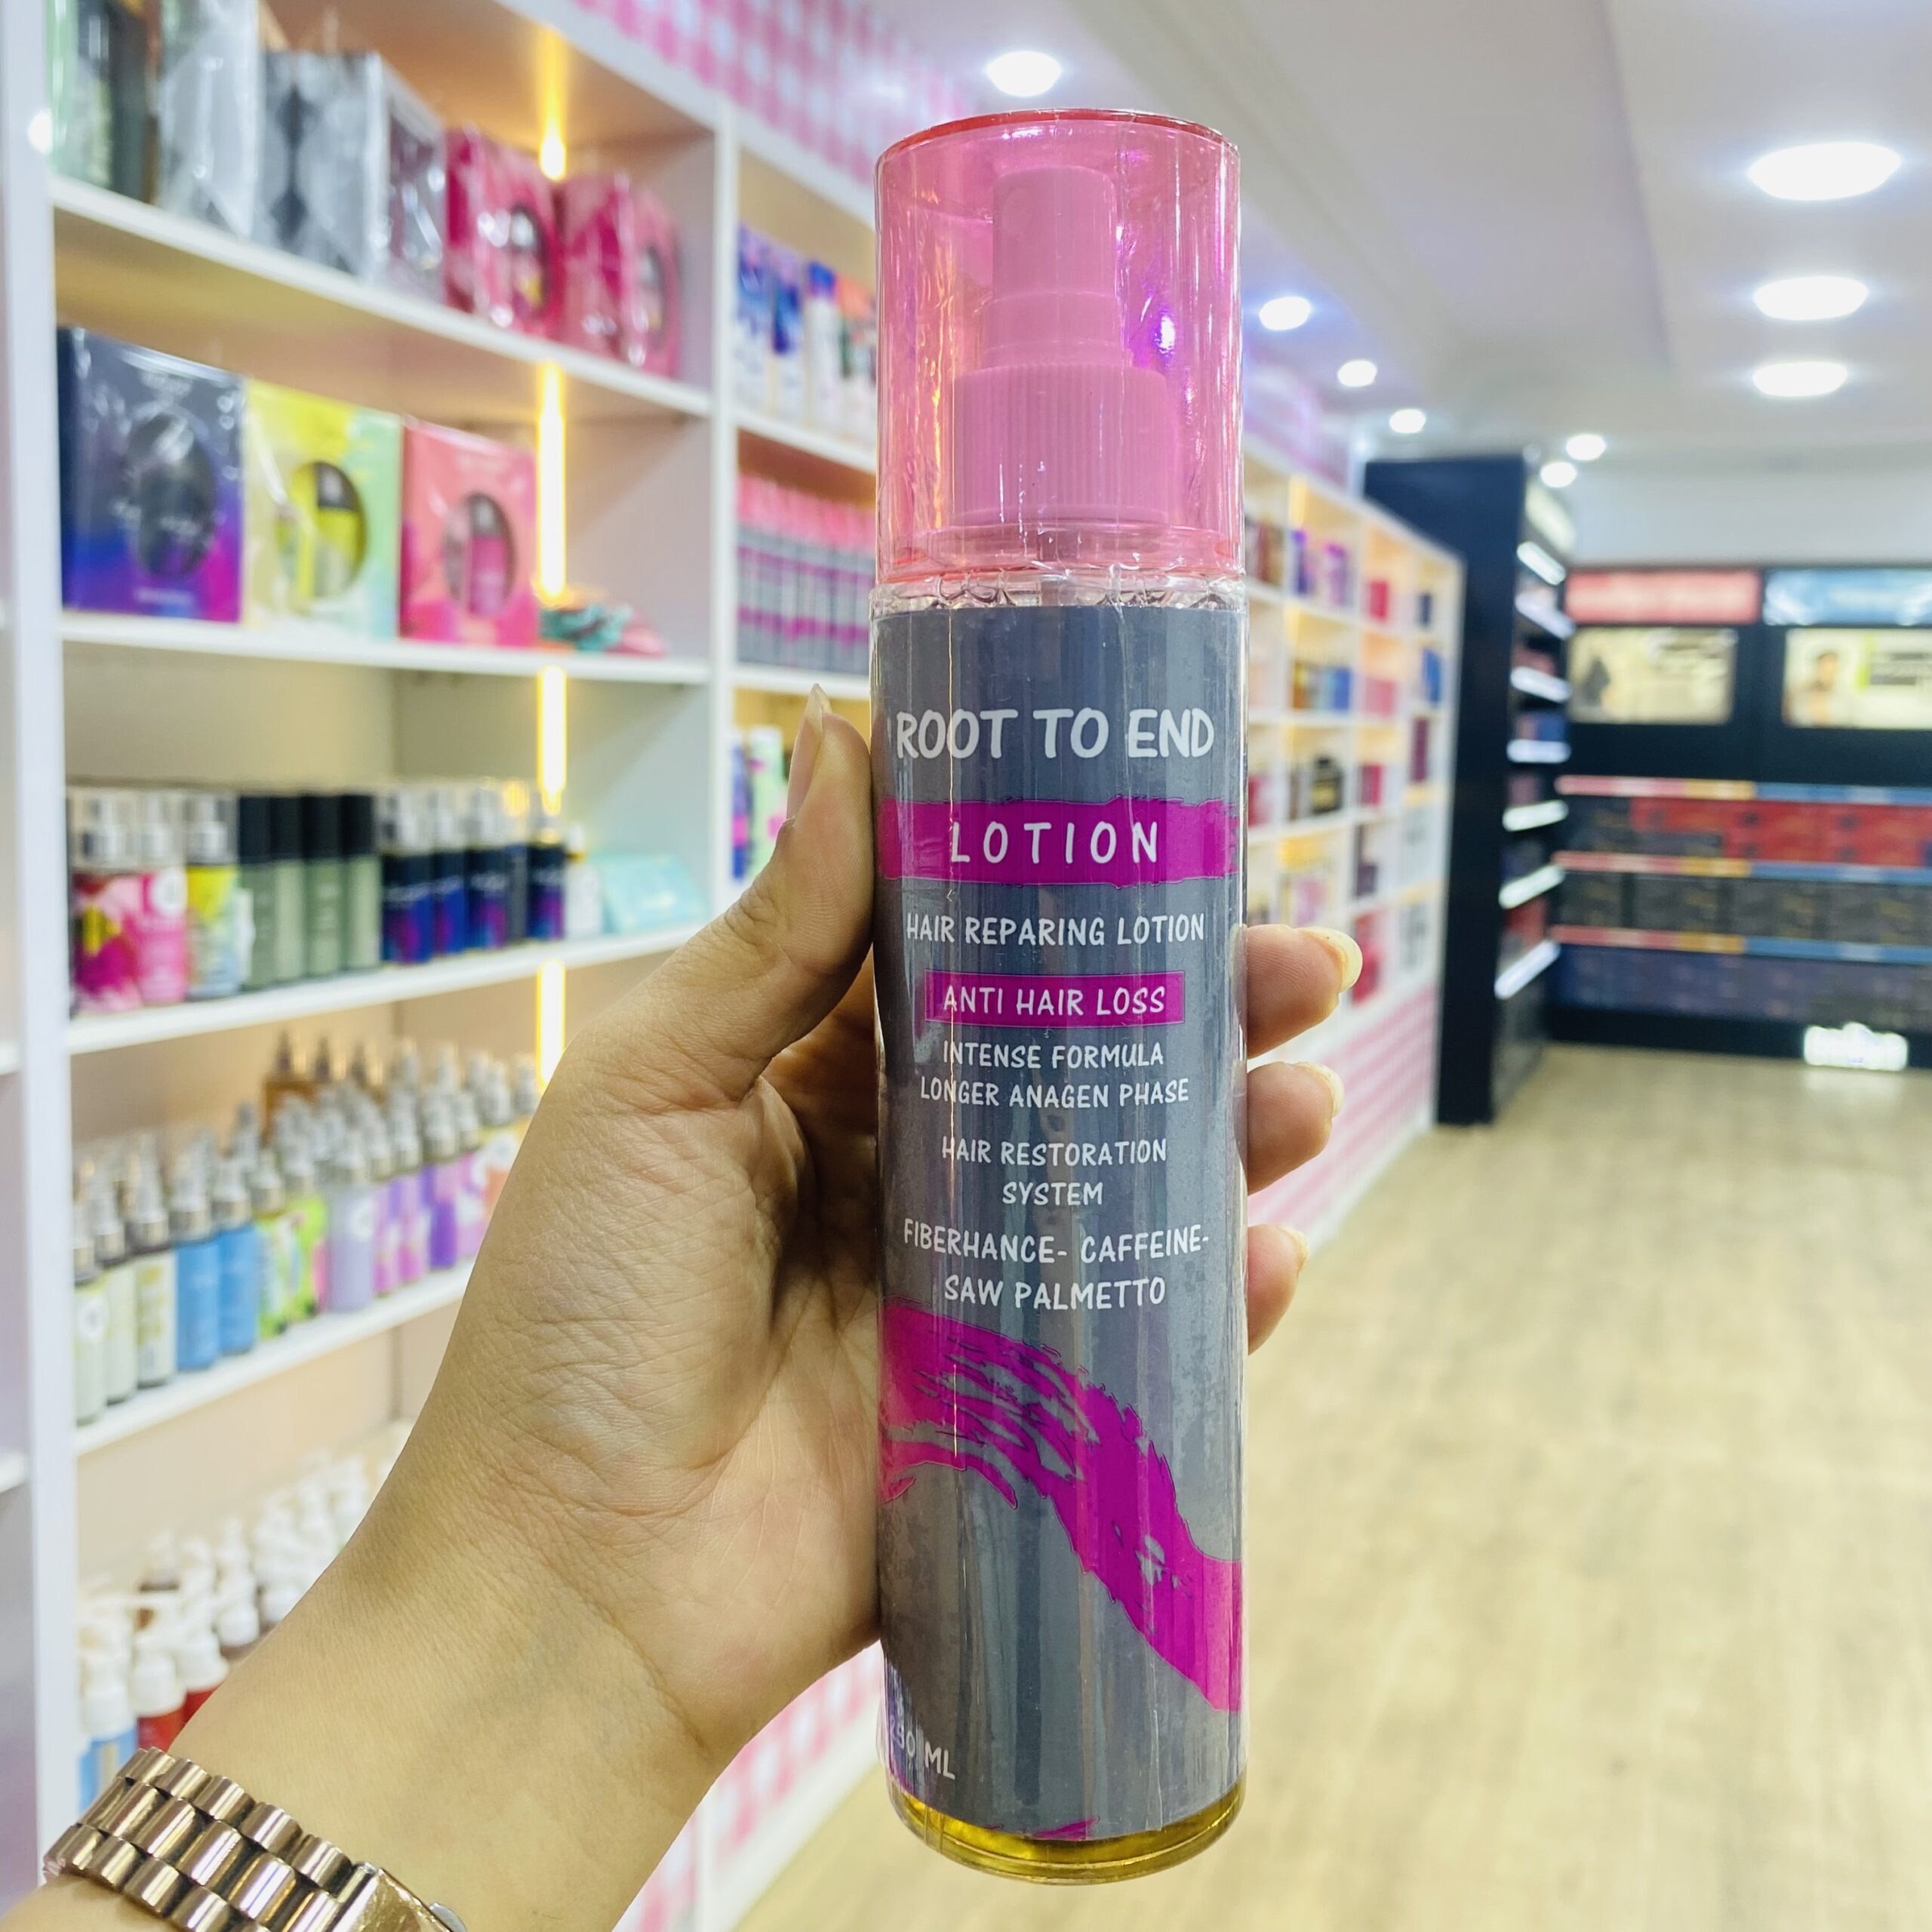 ROOT TO END
LOTION
HAIR REPARING LOTION
ANTI HAIR LOSS
INTENSE FORMULA
LONGER ANAGEN PHASE
HAIR RESTORATION
SYSTEM
FIBERHANCE- CAFFEINE-
SAW PALMETTO
250 ML